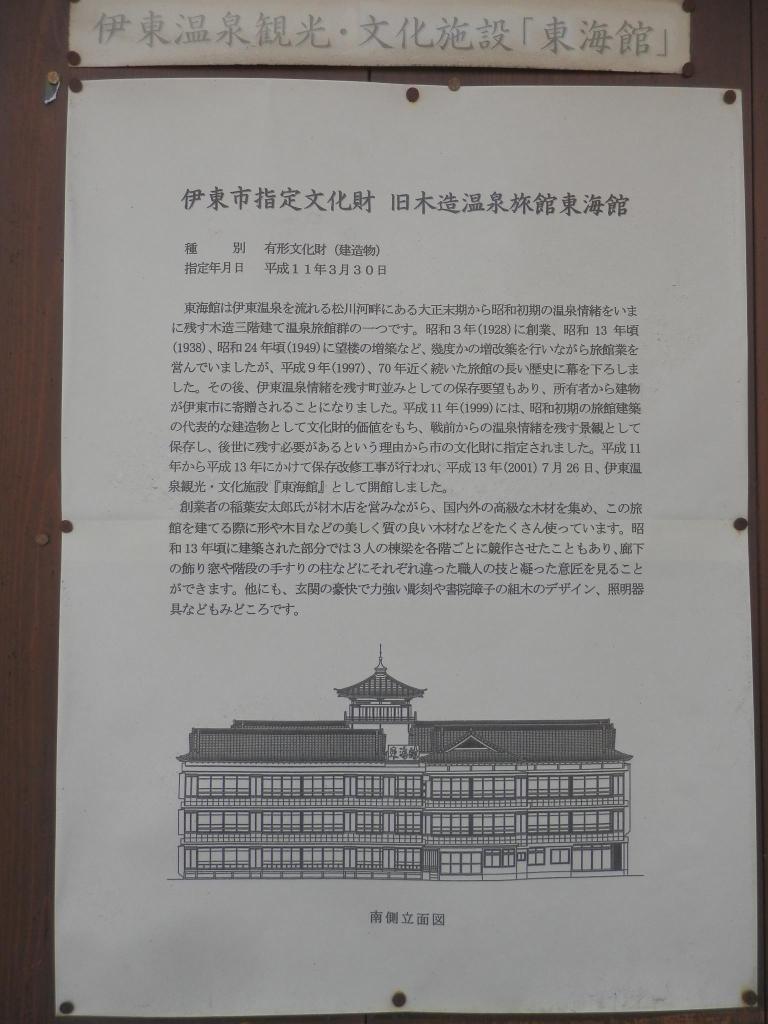 伊東温泉観光・文化施設「東海館」
伊東市指定文化財 旧木造温泉旅館東海館
種　　別　有形文化財（建造物）
指定年月日　平成１１年３月３０日
東海館は伊東温泉を流れる松川河畔にある大正末期から昭和初期の温泉情緒をいま
に残す木造三階建て温泉旅館群の一つです。昭和３年(1928)に創業、昭和 13 年頃
(1938)、昭和24年頃(1949)に望楼の増築など、幾度かの増改築を行いながら旅館業を
営んでいましたが、平成９年(1997)、70年近く続いた旅館の長い歴史に幕を下ろしま
した。その後、伊東温泉情緒を残す町並みとしての保存要望もあり、所有者から建物
が伊東市に寄贈されることになりました。平成11年(1999)には、昭和初期の旅館建築
の代表的な建造物として文化財的価値をもち、戦前からの温泉情緒を残す景観として
保存し、後世に残す必要があるという理由から市の文化財に指定されました。平成11
年から平成13年にかけて保存改修工事が行われ、平成13年(2001)７月26日、伊東温
泉観光・文化施設『東海館』として開館しました。
創業者の稲葉安太郎氏が材木店を営みながら、国内外の高級な木材を集め、この旅
館を建てる際に形や木目などの美しく質の良い木材などをたくさん使っています。昭
和13年頃に建築された部分では３人の棟梁を各階ごとに競作させたこともあり、廊下
の飾り窓や階段の手すりの柱などにそれぞれ違った職人の技と凝った意匠を見ること
ができます。他にも、玄関の豪快で力強い彫刻や書院障子の組木のデザイン、照明器
具などもみどころです。
東海館
南側立面図